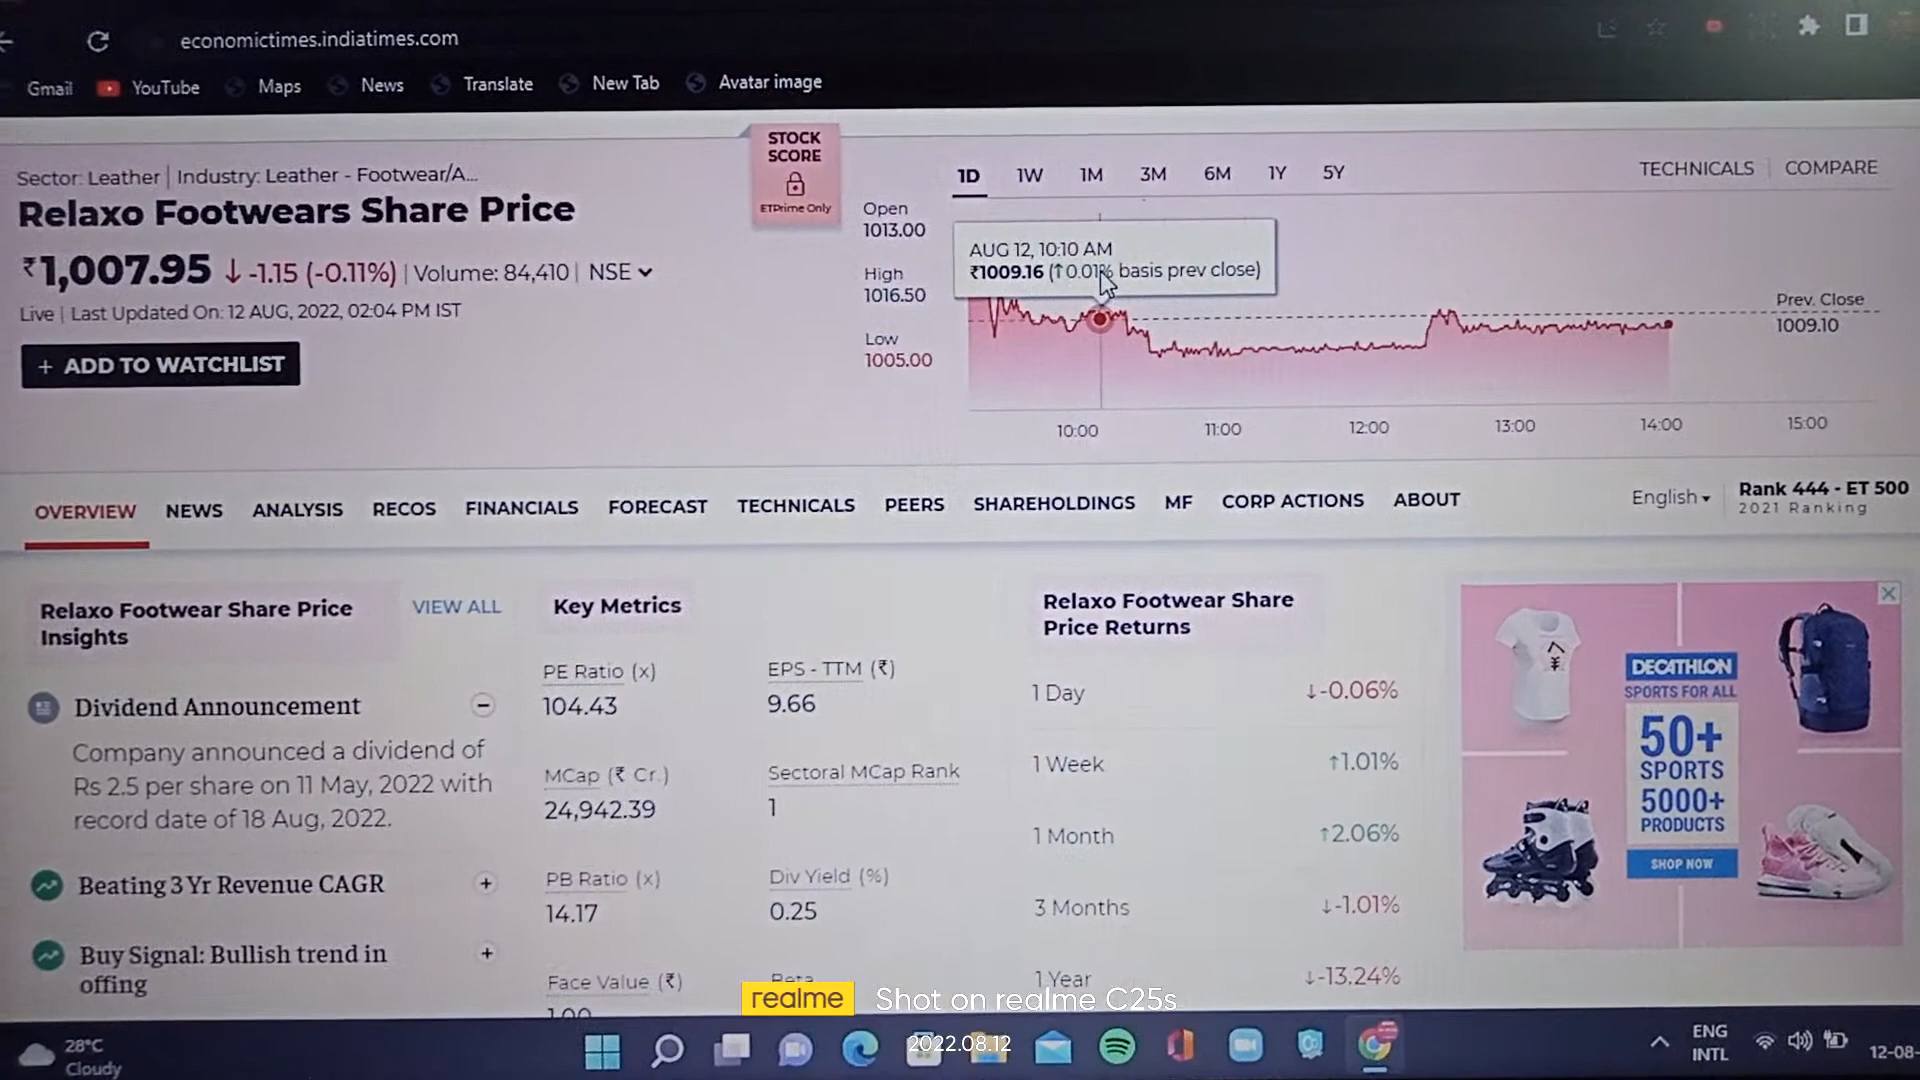 economictimes.indiatimes.com
Gmail YouTube Maps News Translate New Tab Avatar image
Sector: Leather | Industry: Leather - Footwear/A...
Relaxo Footwears Share Price
₹1,007.95 ↓ -1.15 (-0.11%) | Volume: 84,410 | NSE
Live | Last Updated On: 12 AUG, 2022, 02:04 PM IST
+ ADD TO WATCHLIST
STOCK
SCORE
ETPrime Only
Open
1013.00
High
1016.50
Low
1005.00
1D 1W 1M 3M 6M 1Y 5Y
TECHNICALS | COMPARE
AUG 12, 10:10 AM
₹1009.16 (↑0.01% basis prev close)
Prev. Close
1009.10
10:00 11:00 12:00 13:00 14:00 15:00
OVERVIEW NEWS ANALYSIS RECOS FINANCIALS FORECAST TECHNICALS PEERS SHAREHOLDINGS MF CORP ACTIONS ABOUT
English
Rank 444 - ET 500
2021 Ranking
Relaxo Footwear Share Price
Insights
VIEW ALL
Dividend Announcement
Company announced a dividend of
Rs 2.5 per share on 11 May, 2022 with
record date of 18 Aug, 2022.
Beating 3 Yr Revenue CAGR
Buy Signal: Bullish trend in
offing
Key Metrics
PE Ratio (x)
104.43
EPS - TTM (₹)
9.66
MCap (₹ Cr.)
24,942.39
Sectoral MCap Rank
1
PB Ratio (x)
14.17
Div Yield (%)
0.25
Face Value (₹)
1.00
Beta
Relaxo Footwear Share
Price Returns
1 Day ↓-0.06%
1 Week ↑1.01%
1 Month ↑2.06%
3 Months ↓-1.01%
1 Year ↓-13.24%
DECATHLON
SPORTS FOR ALL
50+
SPORTS
5000+
PRODUCTS
SHOP NOW
realme Shot on realme C25s
2022.08.12
28°C
Cloudy
ENG
INTL
12-08-